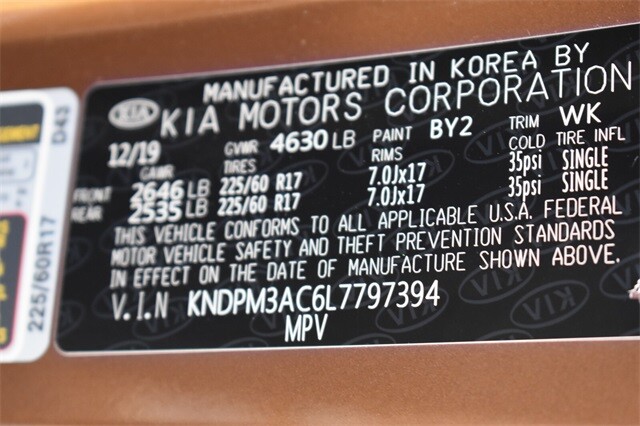 MANUFACTURED IN KOREA BY
KIA KIA MOTORS CORPORATION
12/19 GVWR 4630 LB PAINT BY2 TRIM WK
GAWR TIRES RIMS COLD TIRE INFL
FRONT 2646 LB 225/60 R17 7.0Jx17 35psi SINGLE
REAR 2535 LB 225/60 R17 7.0Jx17 35psi SINGLE
THIS VEHICLE CONFORMS TO ALL APPLICABLE U.S.A. FEDERAL
MOTOR VEHICLE SAFETY AND THEFT PREVENTION STANDARDS
IN EFFECT ON THE DATE OF MANUFACTURE SHOWN ABOVE.
V.I.N KNDPM3AC6L7797394
MPV
D43
225/60R17